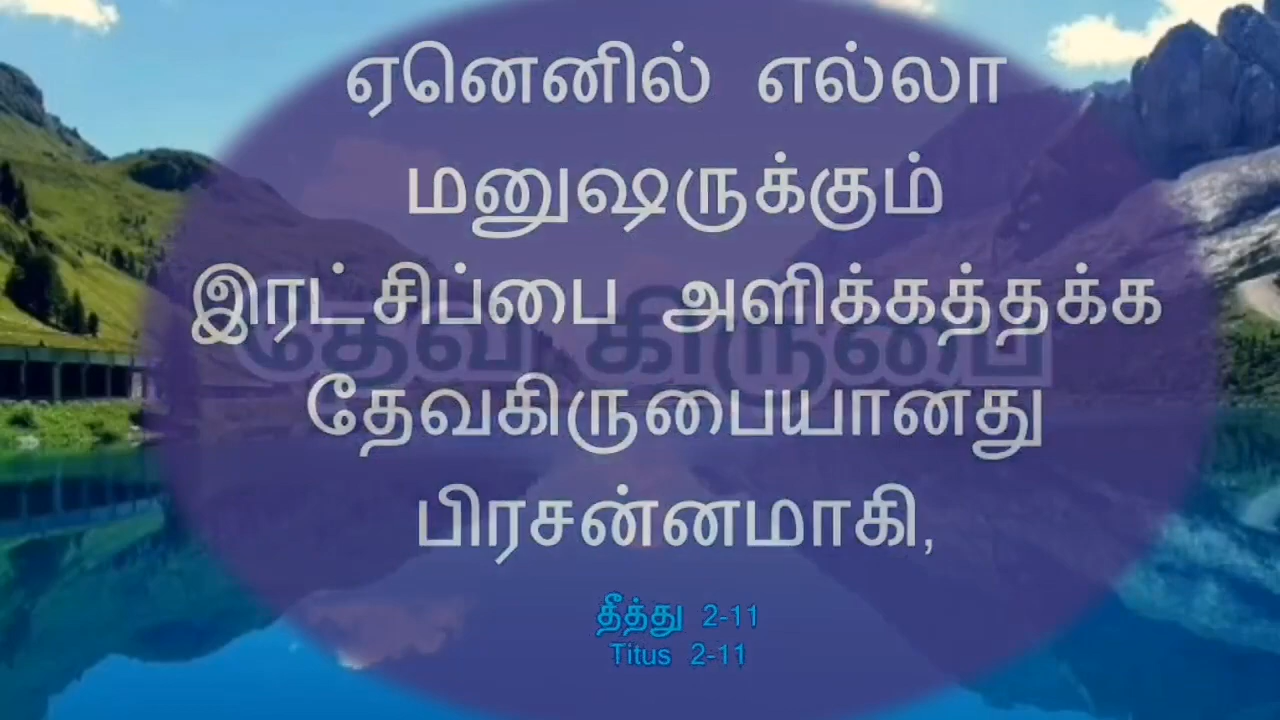 ஏனெனில் எல்லா
மனுஷருக்கும்
இரட்சிப்பை அளிக்கத்தக்க
தேவ கிருபை
தேவகிருபையானது
பிரசன்னமாகி,
தீத்து 2-11
Titus 2-11